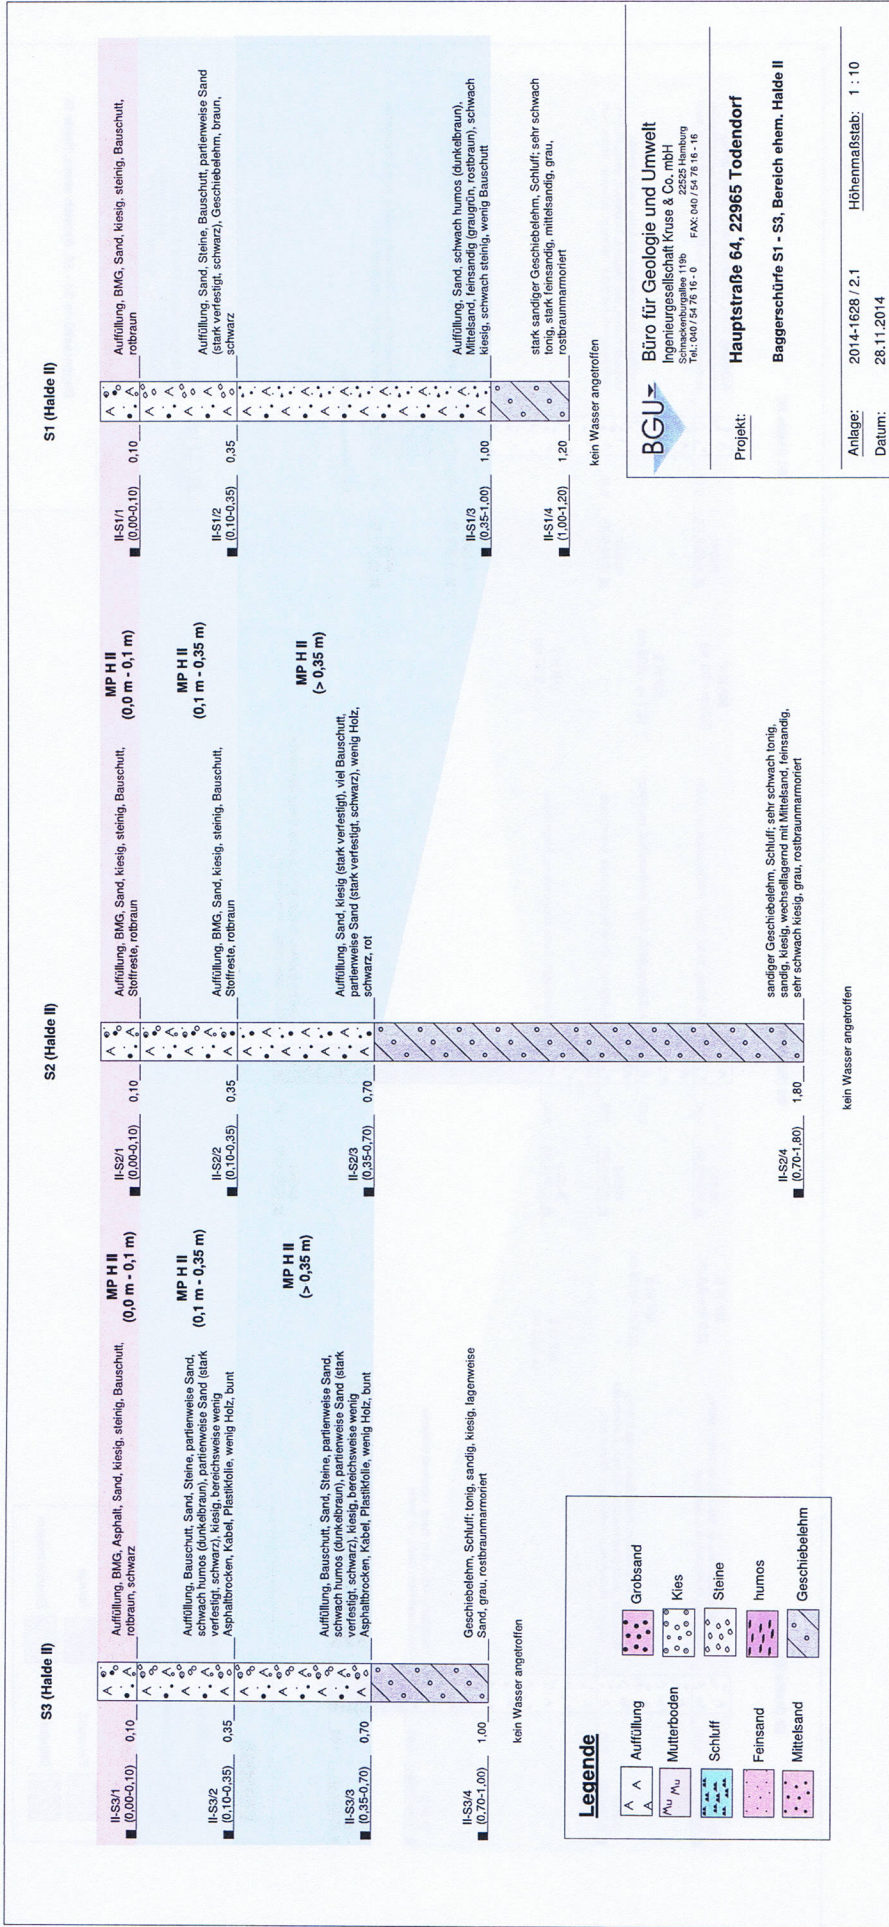 S3 (Halde II)
II-S3/1
(0,00-0,10)
0,10
Auffüllung, BMG, Asphalt, Sand, kiesig, steinig, Bauschutt,
rotbraun, schwarz
II-S3/2
(0,10-0,35)
0,35
Auffüllung, Bauschutt, Sand, Steine, partienweise Sand,
schwach humos (dunkelbraun), partienweise Sand (stark
verfestigt, schwarz), kiesig, bereichsweise wenig
Asphaltbrocken, Kabel, Plastikfolie, wenig Holz, bunt
II-S3/3
(0,35-0,70)
0,70
Auffüllung, Bauschutt, Sand, Steine, partienweise Sand,
schwach humos (dunkelbraun), partienweise Sand (stark
verfestigt, schwarz), kiesig, bereichsweise wenig
Asphaltbrocken, Kabel, Plastikfolie, wenig Holz, bunt
II-S3/4
(0,70-1,00)
1,00
Geschiebelehm, Schluff; tonig, sandig, kiesig, lagenweise
Sand, grau, rostbraunmarmoriert
kein Wasser angetroffen
MP H II
(0,0 m - 0,1 m)
MP H II
(0,1 m - 0,35 m)
MP H II
(> 0,35 m)
S2 (Halde II)
II-S2/1
(0,00-0,10)
0,10
Auffüllung, BMG, Sand, kiesig, steinig, Bauschutt,
Stoffreste, rotbraun
II-S2/2
(0,10-0,35)
0,35
Auffüllung, BMG, Sand, kiesig, steinig, Bauschutt,
Stoffreste, rotbraun
II-S2/3
(0,35-0,70)
0,70
Auffüllung, Sand, kiesig (stark verfestigt), viel Bauschutt,
partienweise Sand (stark verfestigt, schwarz), wenig Holz,
schwarz, rot
II-S2/4
(0,70-1,80)
1,80
sandiger Geschiebelehm, Schluff; sehr schwach tonig,
sandig, kiesig, wechsellagernd mit Mittelsand, feinsandig,
sehr schwach kiesig, grau, rostbraunmarmoriert
kein Wasser angetroffen
MP H II
(0,0 m - 0,1 m)
MP H II
(0,1 m - 0,35 m)
MP H II
(> 0,35 m)
S1 (Halde II)
II-S1/1
(0,00-0,10)
0,10
Auffüllung, BMG, Sand, kiesig, steinig, Bauschutt,
rotbraun
II-S1/2
(0,10-0,35)
0,35
Auffüllung, Sand, Steine, Bauschutt, partienweise Sand
(stark verfestigt, schwarz), Geschiebelehm, braun,
schwarz
II-S1/3
(0,35-1,00)
1,00
Auffüllung, Sand, schwach humos (dunkelbraun),
Mittelsand, feinsandig (graugrün, rostbraun), schwach
kiesig, schwach steinig, wenig Bauschutt
II-S1/4
(1,00-1,20)
1,20
stark sandiger Geschiebelehm, Schluff; sehr schwach
tonig, stark feinsandig, mittelsandig, grau,
rostbraunmarmoriert
kein Wasser angetroffen
Legende
A A A Auffüllung
Mu Mu Mutterboden
Schluff
Feinsand
Mittelsand
Grobsand
Kies
Steine
humos
Geschiebelehm
BGU
Büro für Geologie und Umwelt
Ingenieurgesellschaft Kruse & Co. mbH
Schnackenburgallee 119b 22525 Hamburg
Tel.: 040 / 54 76 16 - 0 FAX: 040 / 54 76 16 - 16
Projekt: Hauptstraße 64, 22965 Todendorf
Baggerschürfe S1 - S3, Bereich ehem. Halde II
Anlage: 2014-1628 / 2.1 Höhenmaßstab: 1 : 10
Datum: 28.11.2014